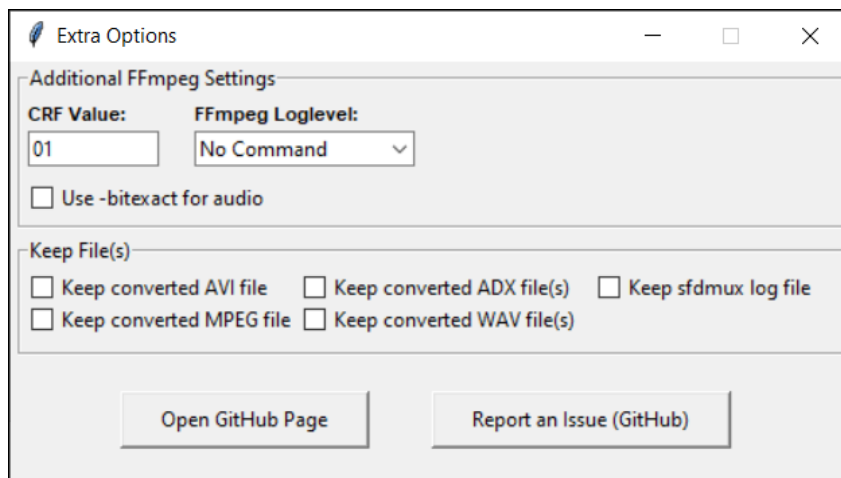 Extra Options
Additional FFmpeg Settings
CRF Value: FFmpeg Loglevel:
01 No Command
Use -bitexact for audio
Keep File(s)
Keep converted AVI file Keep converted ADX file(s) Keep sfdmux log file
Keep converted MPEG file Keep converted WAV file(s)
Open GitHub Page Report an Issue (GitHub)